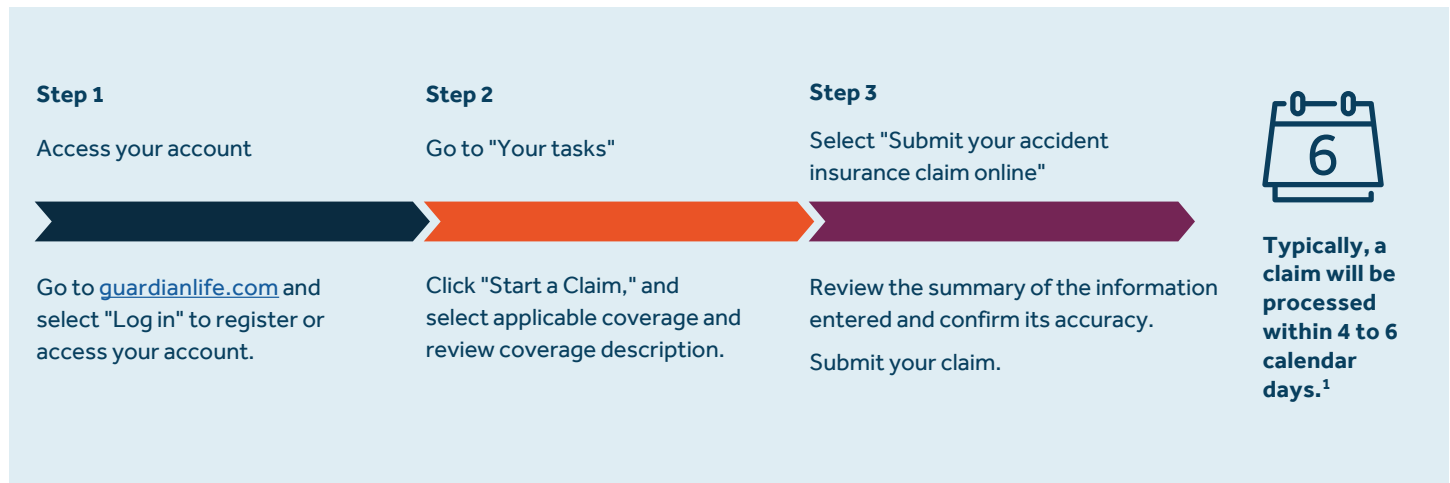 Step 1
Access your account
Go to guardianlife.com and
select "Log in" to register or
access your account.
Step 2
Go to "Your tasks"
Click "Start a Claim," and
select applicable coverage and
review coverage description.
Step 3
Select "Submit your accident
insurance claim online"
Review the summary of the information
entered and confirm its accuracy.
Submit your claim.
6
Typically, a
claim will be
processed
within 4 to 6
calendar
days.¹